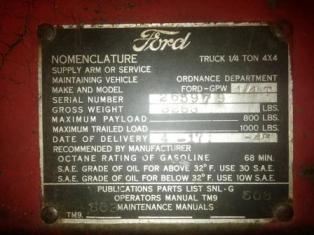 Ford
NOMENCLATURE TRUCK 1/4 TON 4X4
SUPPLY ARM OR SERVICE
MAINTAINING VEHICLE ORDNANCE DEPARTMENT
MAKE AND MODEL FORD-GPW
SERIAL NUMBER
GROSS WEIGHT 3253 LBS.
MAXIMUM PAYLOAD 800 LBS.
MAXIMUM TRAILED LOAD 1000 LBS.
DATE OF DELIVERY
RECOMMENDED BY MANUFACTURER
OCTANE RATING OF GASOLINE 68 MIN.
S.A.E. GRADE OF OIL FOR ABOVE 32°F. USE 30 SAE.
S.A.E. GRADE OF OIL FOR BELOW 32°F. USE 10W SAE.
PUBLICATIONS PARTS LIST SNL-G
OPERATORS MANUAL TM9
MAINTENANCE MANUALS
TM9.